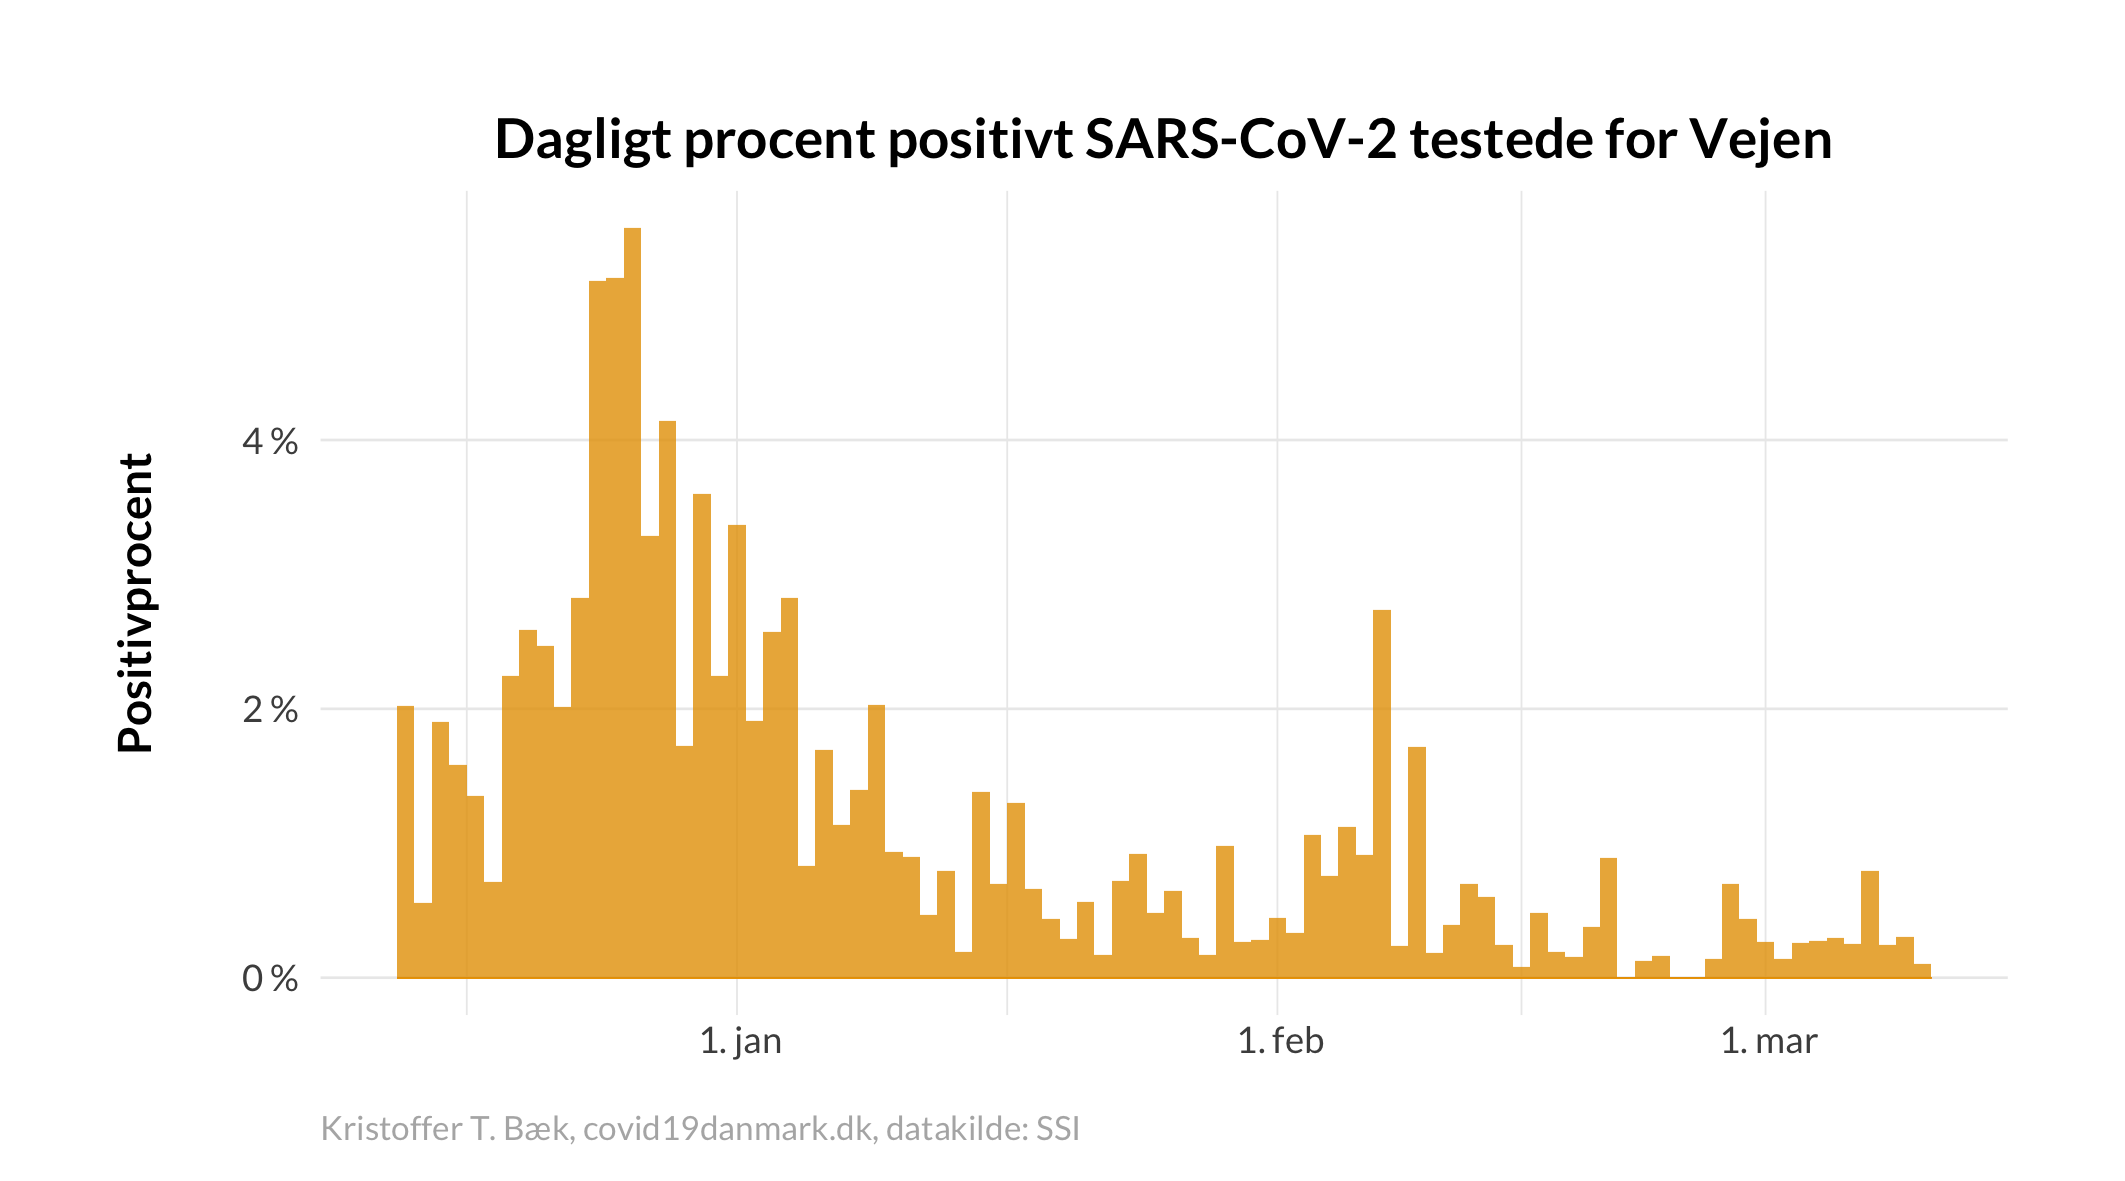 Dagligt procent positivt SARS-CoV-2 testede for Vejen
Positivprocent
4 %
2 %
0 %
1. jan
1. feb
1. mar
Kristoffer T. Bæk, covid19danmark.dk, datakilde: SSI